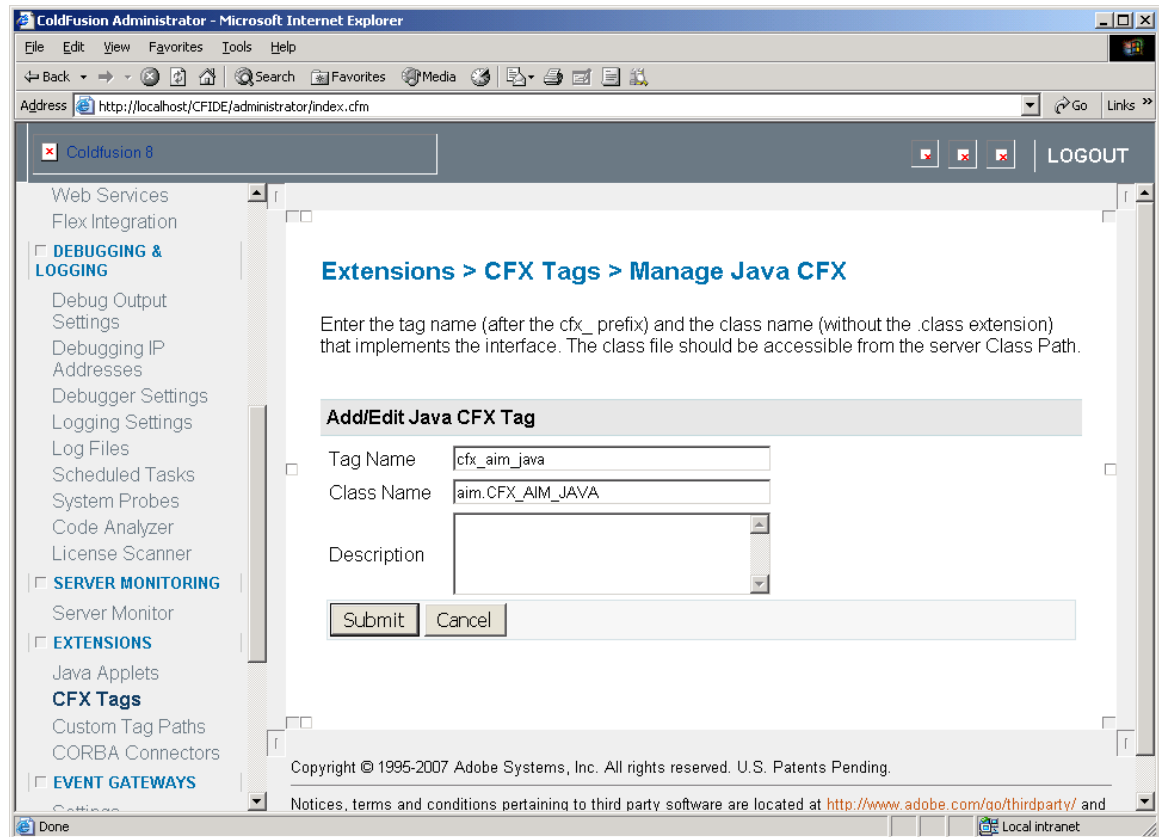 ColdFusion Administrator - Microsoft Internet Explorer
File Edit View Favorites Tools Help
Back Search Favorites Media
Address http://localhost/CFIDE/administrator/index.cfm Go Links »
Coldfusion 8
LOGOUT
Web Services
Flex Integration
DEBUGGING &
LOGGING
Debug Output
Settings
Debugging IP
Addresses
Debugger Settings
Logging Settings
Log Files
Scheduled Tasks
System Probes
Code Analyzer
License Scanner
SERVER MONITORING
Server Monitor
EXTENSIONS
Java Applets
CFX Tags
Custom Tag Paths
CORBA Connectors
EVENT GATEWAYS
Settings
Extensions > CFX Tags > Manage Java CFX
Enter the tag name (after the cfx_ prefix) and the class name (without the .class extension)
that implements the interface. The class file should be accessible from the server Class Path.
Add/Edit Java CFX Tag
Tag Name cfx_aim_java
Class Name aim.CFX_AIM_JAVA
Description
Submit Cancel
Copyright © 1995-2007 Adobe Systems, Inc. All rights reserved. U.S. Patents Pending.
Notices, terms and conditions pertaining to third party software are located at http://www.adobe.com/go/thirdparty/ and
Done Local intranet